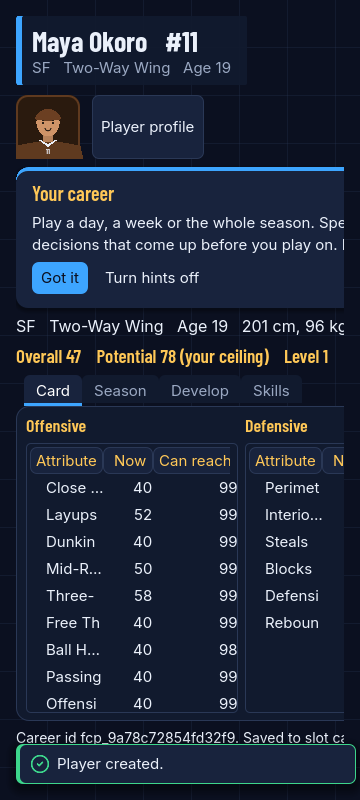 Maya Okoro #11
SF Two-Way Wing Age 19
11
Player profile
Your career
Play a day, a week or the whole season. Spe
decisions that come up before you play on.
Got it Turn hints off
SF Two-Way Wing Age 19 201 cm, 96 kg
Overall 47 Potential 78 (your ceiling) Level 1
Card Season Develop Skills
Offensive Defensive
Attribute Now Can reach Attribute N
Close ... 40 99 Perimet
Layups 52 99 Interio...
Dunkin 40 99 Steals
Mid-R... 50 99 Blocks
Three- 58 99 Defensi
Free Th 40 99 Reboun
Ball H... 40 98
Passing 40 99
Offensi 40 99
Career id fcp_9a78c72854fd32f9. Saved to slot ca
Player created.